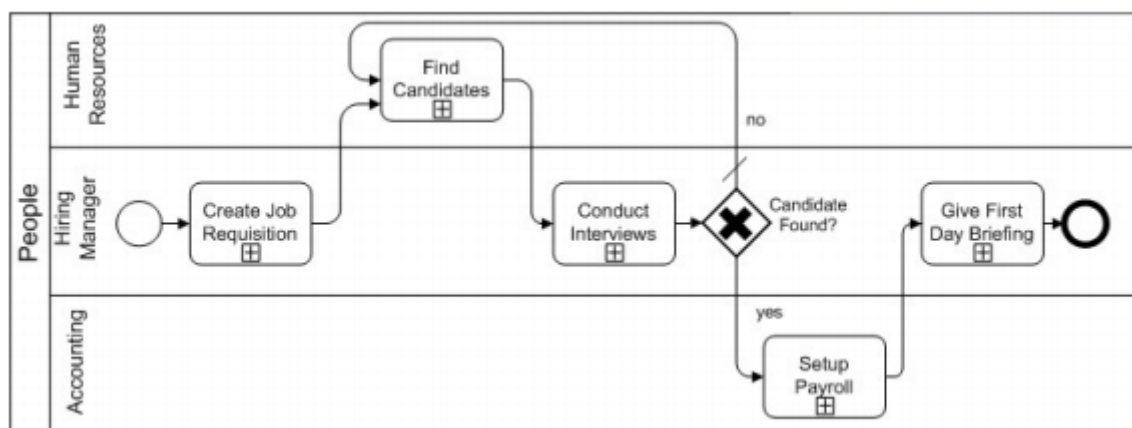 People
Human
Resources
Find
Candidates
no
Hiring
Manager
Create Job
Requisition
Conduct
Interviews
Candidate
Found?
Give First
Day Briefing
Accounting
yes
Setup
Payroll